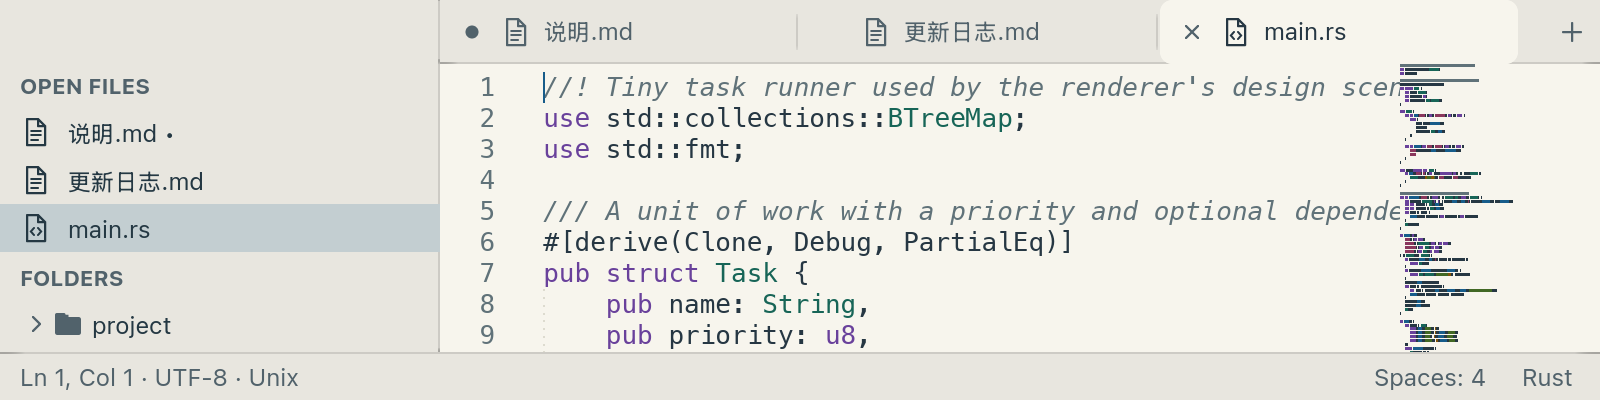 说明.md
更新日志.md
main.rs
OPEN FILES
说明.md •
更新日志.md
main.rs
FOLDERS
project
1 //! Tiny task runner used by the renderer's design scen
2 use std::collections::BTreeMap;
3 use std::fmt;
4
5 /// A unit of work with a priority and optional depende
6 #[derive(Clone, Debug, PartialEq)]
7 pub struct Task {
8     pub name: String,
9     pub priority: u8,
Ln 1, Col 1 · UTF-8 · Unix
Spaces: 4
Rust